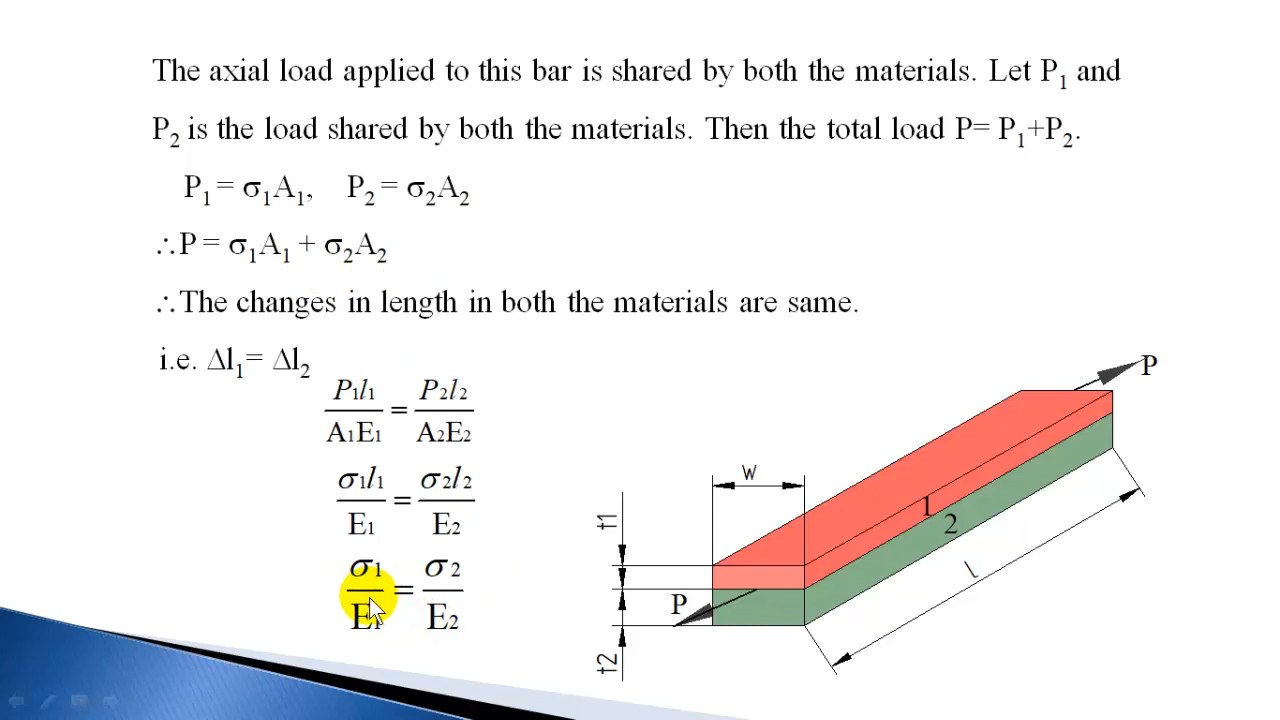 The axial load applied to this bar is shared by both the materials. Let P₁ and
P₂ is the load shared by both the materials. Then the total load P= P₁+P₂.
P₁ = σ₁A₁, P₂ = σ₂A₂
∴P = σ₁A₁ + σ₂A₂
∴The changes in length in both the materials are same.
i.e. Δl₁= Δl₂
P₁l₁/A₁E₁ = P₂l₂/A₂E₂
σ₁l₁/E₁ = σ₂l₂/E₂
σ₁/E₁ = σ₂/E₂
P
w
t1
1
2
l
P
t2